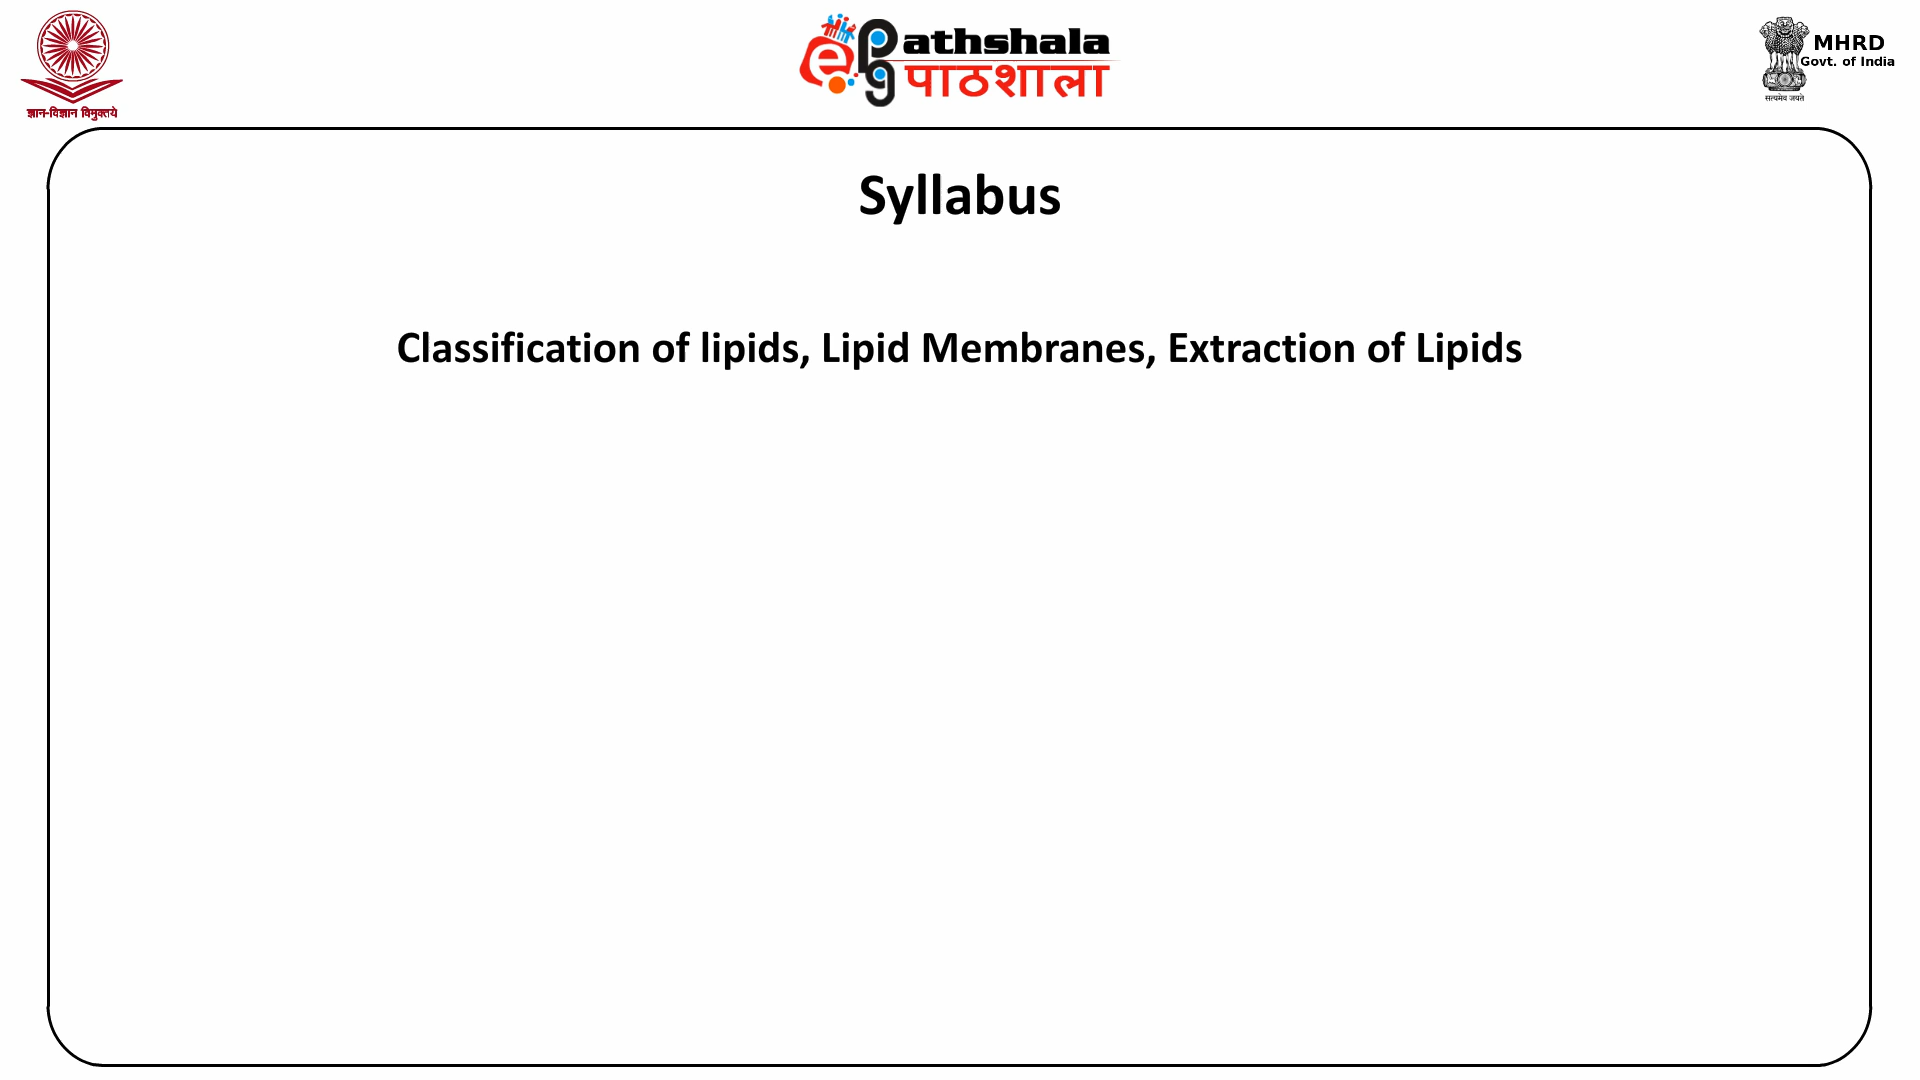 ज्ञान-विज्ञान विमुक्तये
e pg athshala
पाठशाला
MHRD
Govt. of India
सत्यमेव जयते
Syllabus
Classification of lipids, Lipid Membranes, Extraction of Lipids